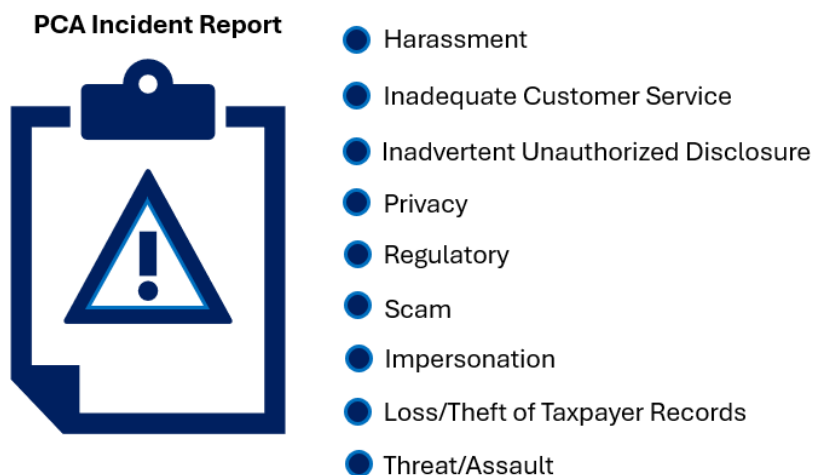 PCA Incident Report
Harassment
Inadequate Customer Service
Inadvertent Unauthorized Disclosure
Privacy
Regulatory
Scam
Impersonation
Loss/Theft of Taxpayer Records
Threat/Assault